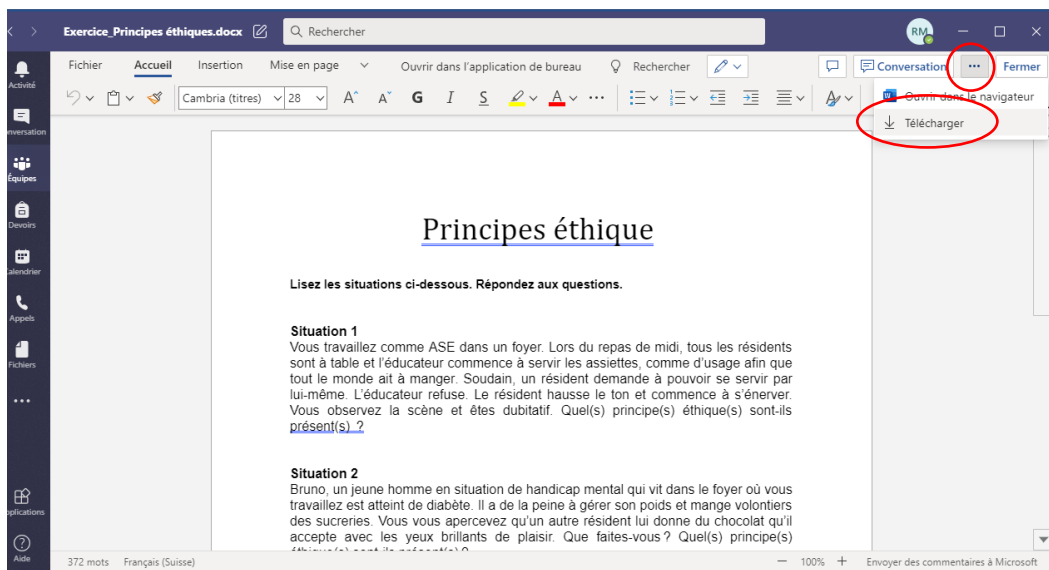 Exercice_Principes éthiques.docx
Rechercher
RM
Fichier Accueil Insertion Mise en page Ouvrir dans l'application de bureau Rechercher Conversation ... Fermer
Cambria (titres) 28 A A G I S A ...
Ouvrir dans le navigateur
Télécharger
Activité
Équipes
Devoirs
Appels
Fichiers
Aide
Principes éthique
Lisez les situations ci-dessous. Répondez aux questions.
Situation 1
Vous travaillez comme ASE dans un foyer. Lors du repas de midi, tous les résidents
sont à table et l'éducateur commence à servir les assiettes, comme d'usage afin que
tout le monde ait à manger. Soudain, un résident demande à pouvoir se servir par
lui-même. L'éducateur refuse. Le résident hausse le ton et commence à s'énerver.
Vous observez la scène et êtes dubitatif. Quel(s) principe(s) éthique(s) sont-ils
présent(s) ?
Situation 2
Bruno, un jeune homme en situation de handicap mental qui vit dans le foyer où vous
travaillez est atteint de diabète. Il a de la peine à gérer son poids et mange volontiers
des sucreries. Vous vous apercevez qu'un autre résident lui donne du chocolat qu'il
accepte avec les yeux brillants de plaisir. Que faites-vous ? Quel(s) principe(s)
372 mots Français (Suisse) 100% Envoyer des commentaires à Microsoft